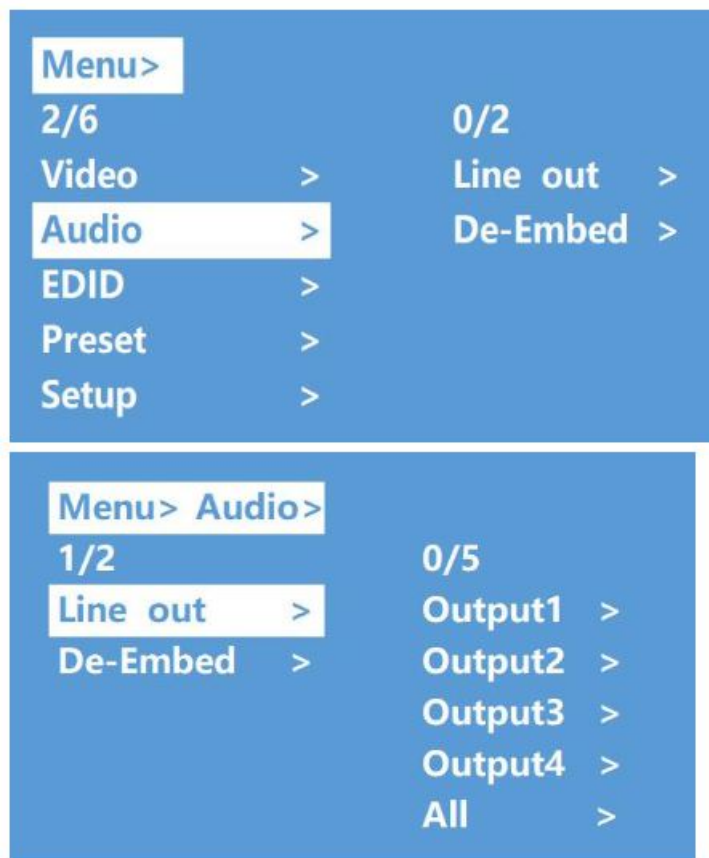 Menu>
2/6 0/2
Video > Line out >
Audio > De-Embed >
EDID >
Preset >
Setup >
Menu> Audio>
1/2 0/5
Line out > Output1 >
De-Embed > Output2 >
Output3 >
Output4 >
All >